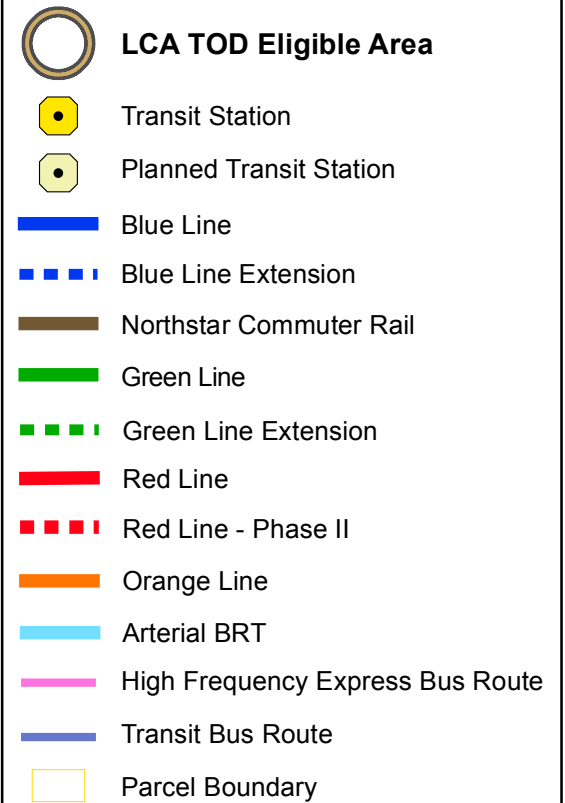 LCA TOD Eligible Area
Transit Station
Planned Transit Station
Blue Line
Blue Line Extension
Northstar Commuter Rail
Green Line
Green Line Extension
Red Line
Red Line - Phase II
Orange Line
Arterial BRT
High Frequency Express Bus Route
Transit Bus Route
Parcel Boundary